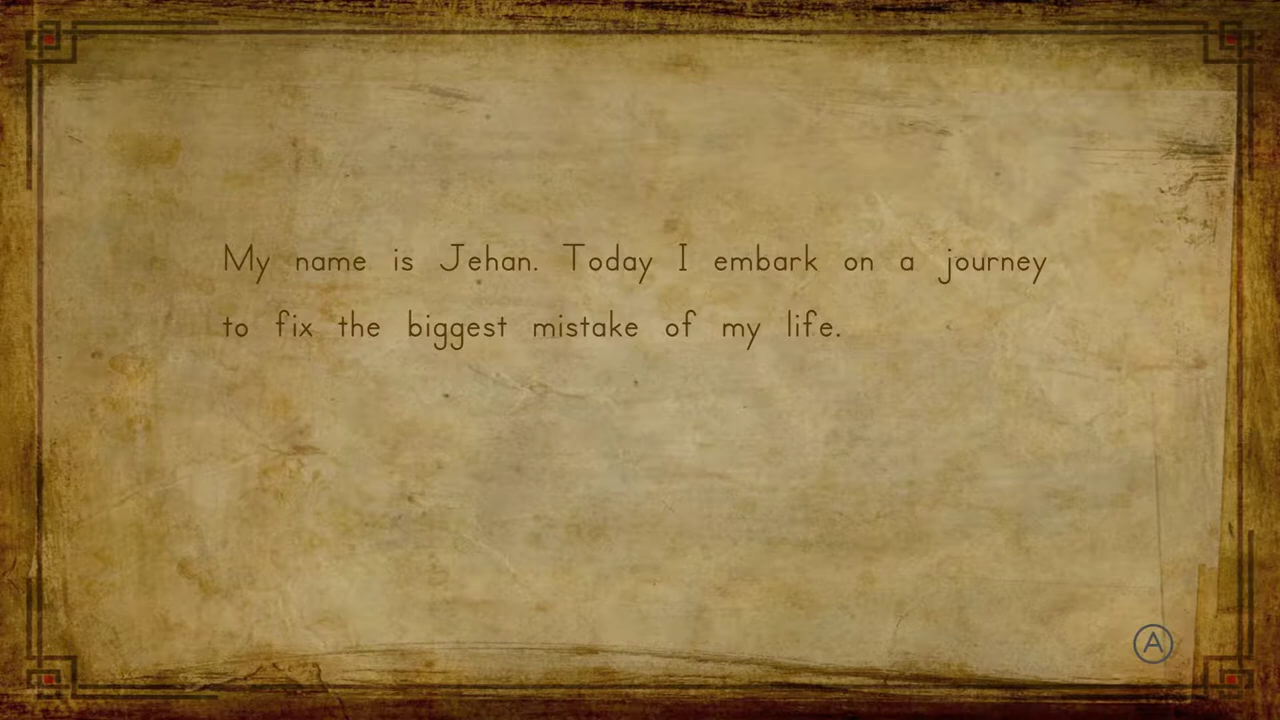 My name is Jehan. Today I embark on a journey
to fix the biggest mistake of my life.
A